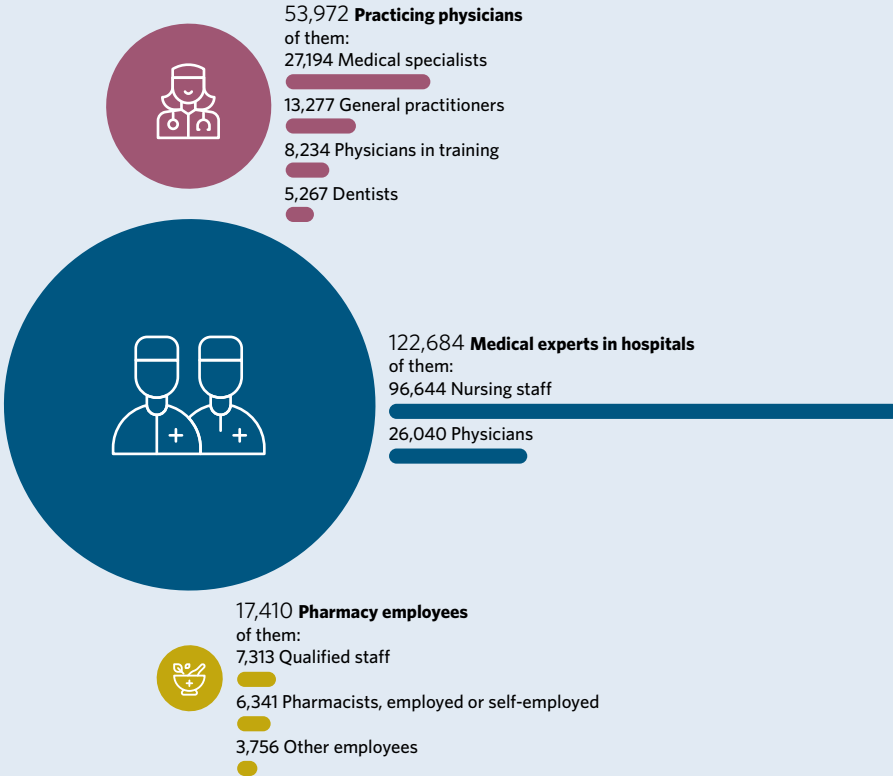 53,972 Practicing physicians
of them:
27,194 Medical specialists
13,277 General practitioners
8,234 Physicians in training
5,267 Dentists
122,684 Medical experts in hospitals
of them:
96,644 Nursing staff
26,040 Physicians
17,410 Pharmacy employees
of them:
7,313 Qualified staff
6,341 Pharmacists, employed or self-employed
3,756 Other employees